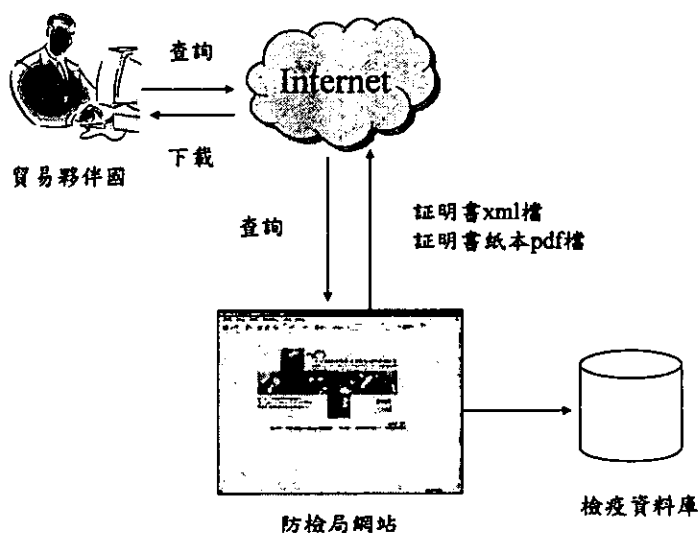 查詢
Internet
下載
貿易夥伴國
查詢
証明書xml檔
証明書紙本pdf檔
防檢局網站
檢疫資料庫